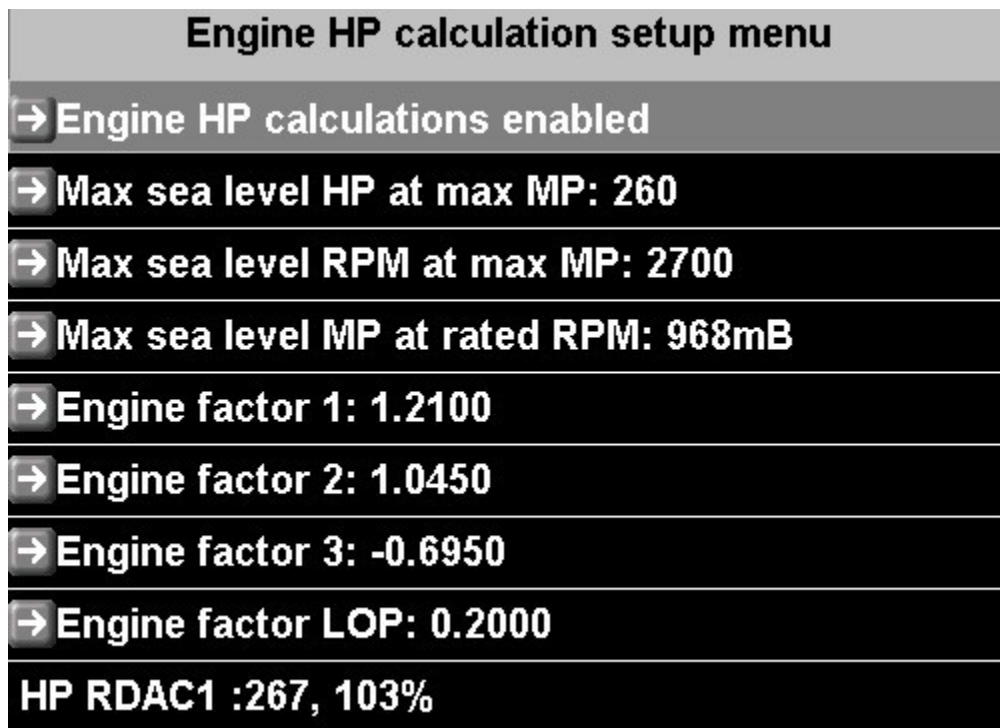 Engine HP calculation setup menu
Engine HP calculations enabled
Max sea level HP at max MP: 260
Max sea level RPM at max MP: 2700
Max sea level MP at rated RPM: 968mB
Engine factor 1: 1.2100
Engine factor 2: 1.0450
Engine factor 3: -0.6950
Engine factor LOP: 0.2000
HP RDAC1 :267, 103%